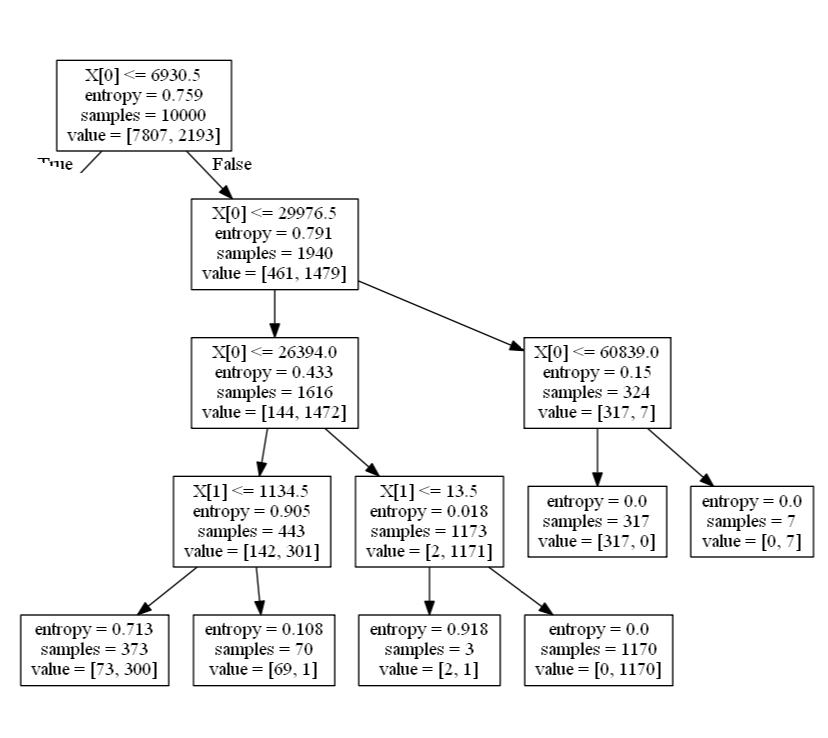 X[0] <= 6930.5
entropy = 0.759
samples = 10000
value = [7807, 2193]
True
False
X[0] <= 29976.5
entropy = 0.791
samples = 1940
value = [461, 1479]
X[0] <= 26394.0
entropy = 0.433
samples = 1616
value = [144, 1472]
X[0] <= 60839.0
entropy = 0.15
samples = 324
value = [317, 7]
X[1] <= 1134.5
entropy = 0.905
samples = 443
value = [142, 301]
X[1] <= 13.5
entropy = 0.018
samples = 1173
value = [2, 1171]
entropy = 0.0
samples = 317
value = [317, 0]
entropy = 0.0
samples = 7
value = [0, 7]
entropy = 0.713
samples = 373
value = [73, 300]
entropy = 0.108
samples = 70
value = [69, 1]
entropy = 0.918
samples = 3
value = [2, 1]
entropy = 0.0
samples = 1170
value = [0, 1170]